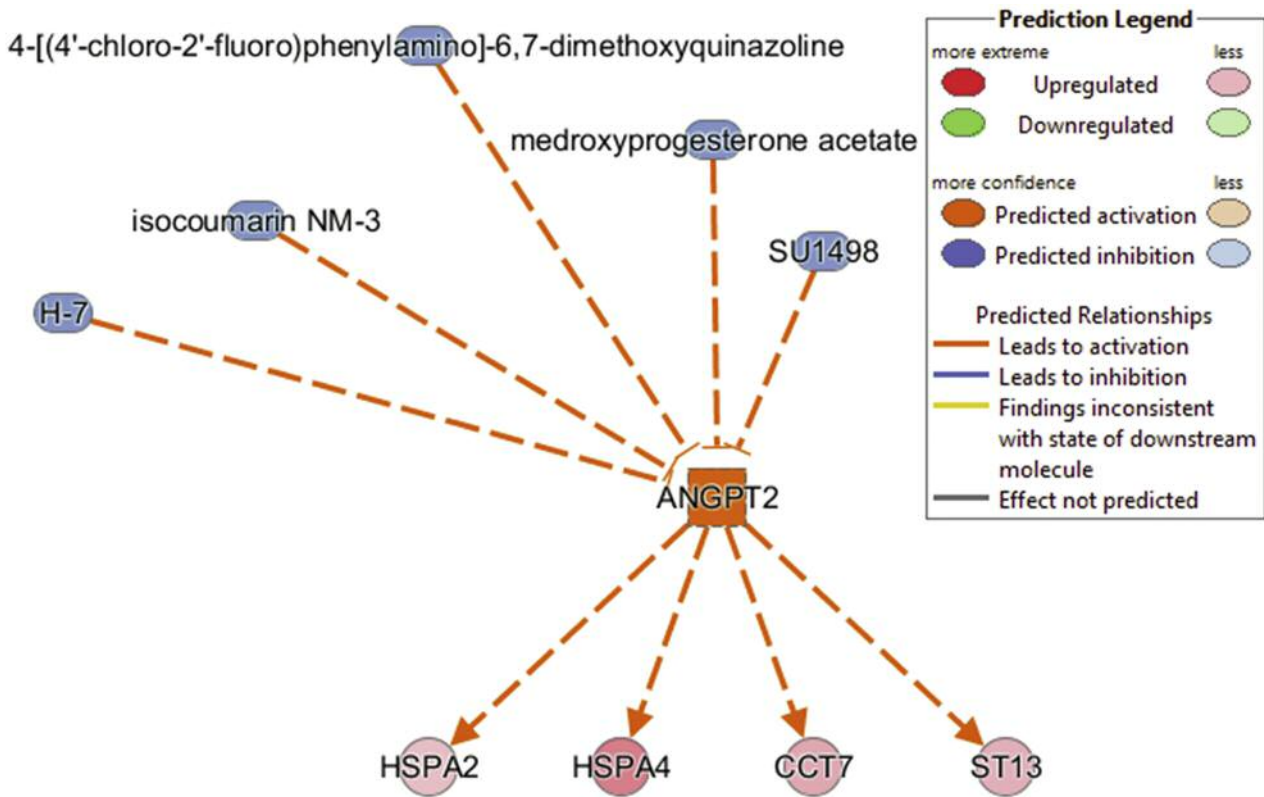 4-[(4'-chloro-2'-fluoro)phenylamino]-6,7-dimethoxyquinazoline
medroxyprogesterone acetate
isocoumarin NM-3
SU1498
H-7
ANGPT2
HSPA2
HSPA4
CCT7
ST13
Prediction Legend
more extreme less
Upregulated
Downregulated
more confidence less
Predicted activation
Predicted inhibition
Predicted Relationships
Leads to activation
Leads to inhibition
Findings inconsistent
with state of downstream
molecule
Effect not predicted